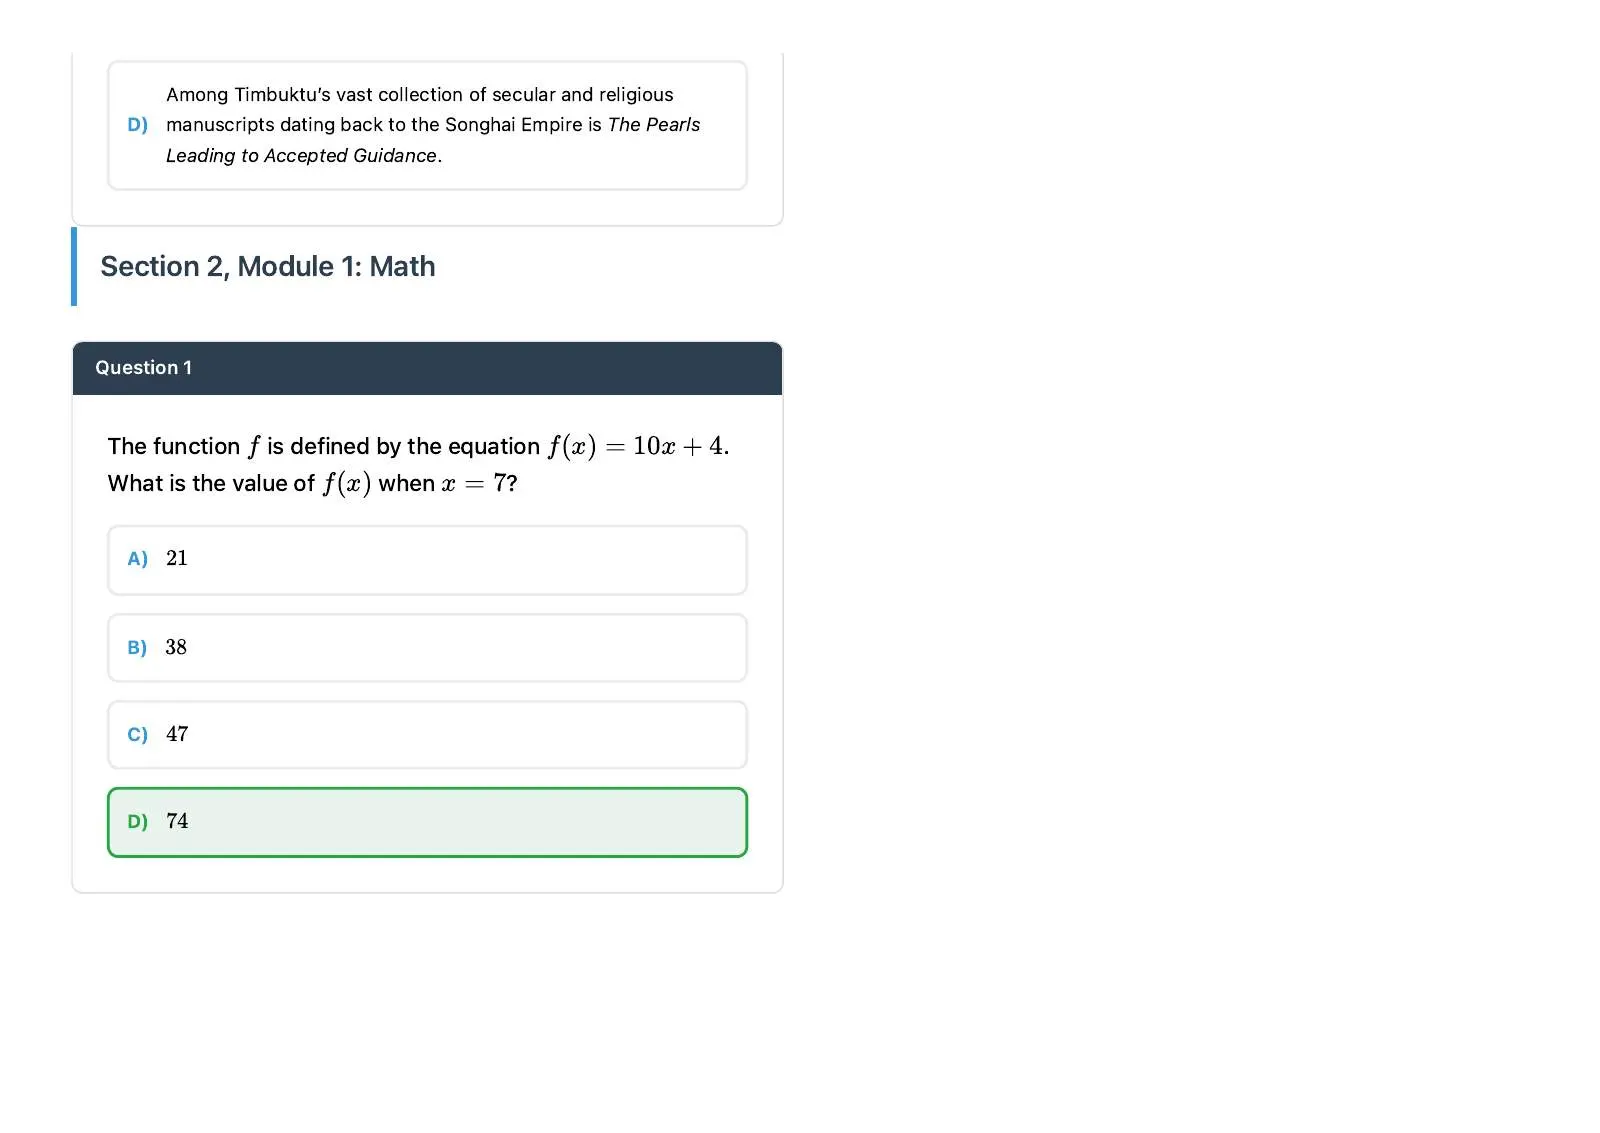 Among Timbuktu’s vast collection of secular and religious
D) manuscripts dating back to the Songhai Empire is The Pearls
Leading to Accepted Guidance.
Section 2, Module 1: Math
Question 1
The function f is defined by the equation f(x) = 10x + 4.
What is the value of f(x) when x = 7?
A) 21
B) 38
C) 47
D) 74